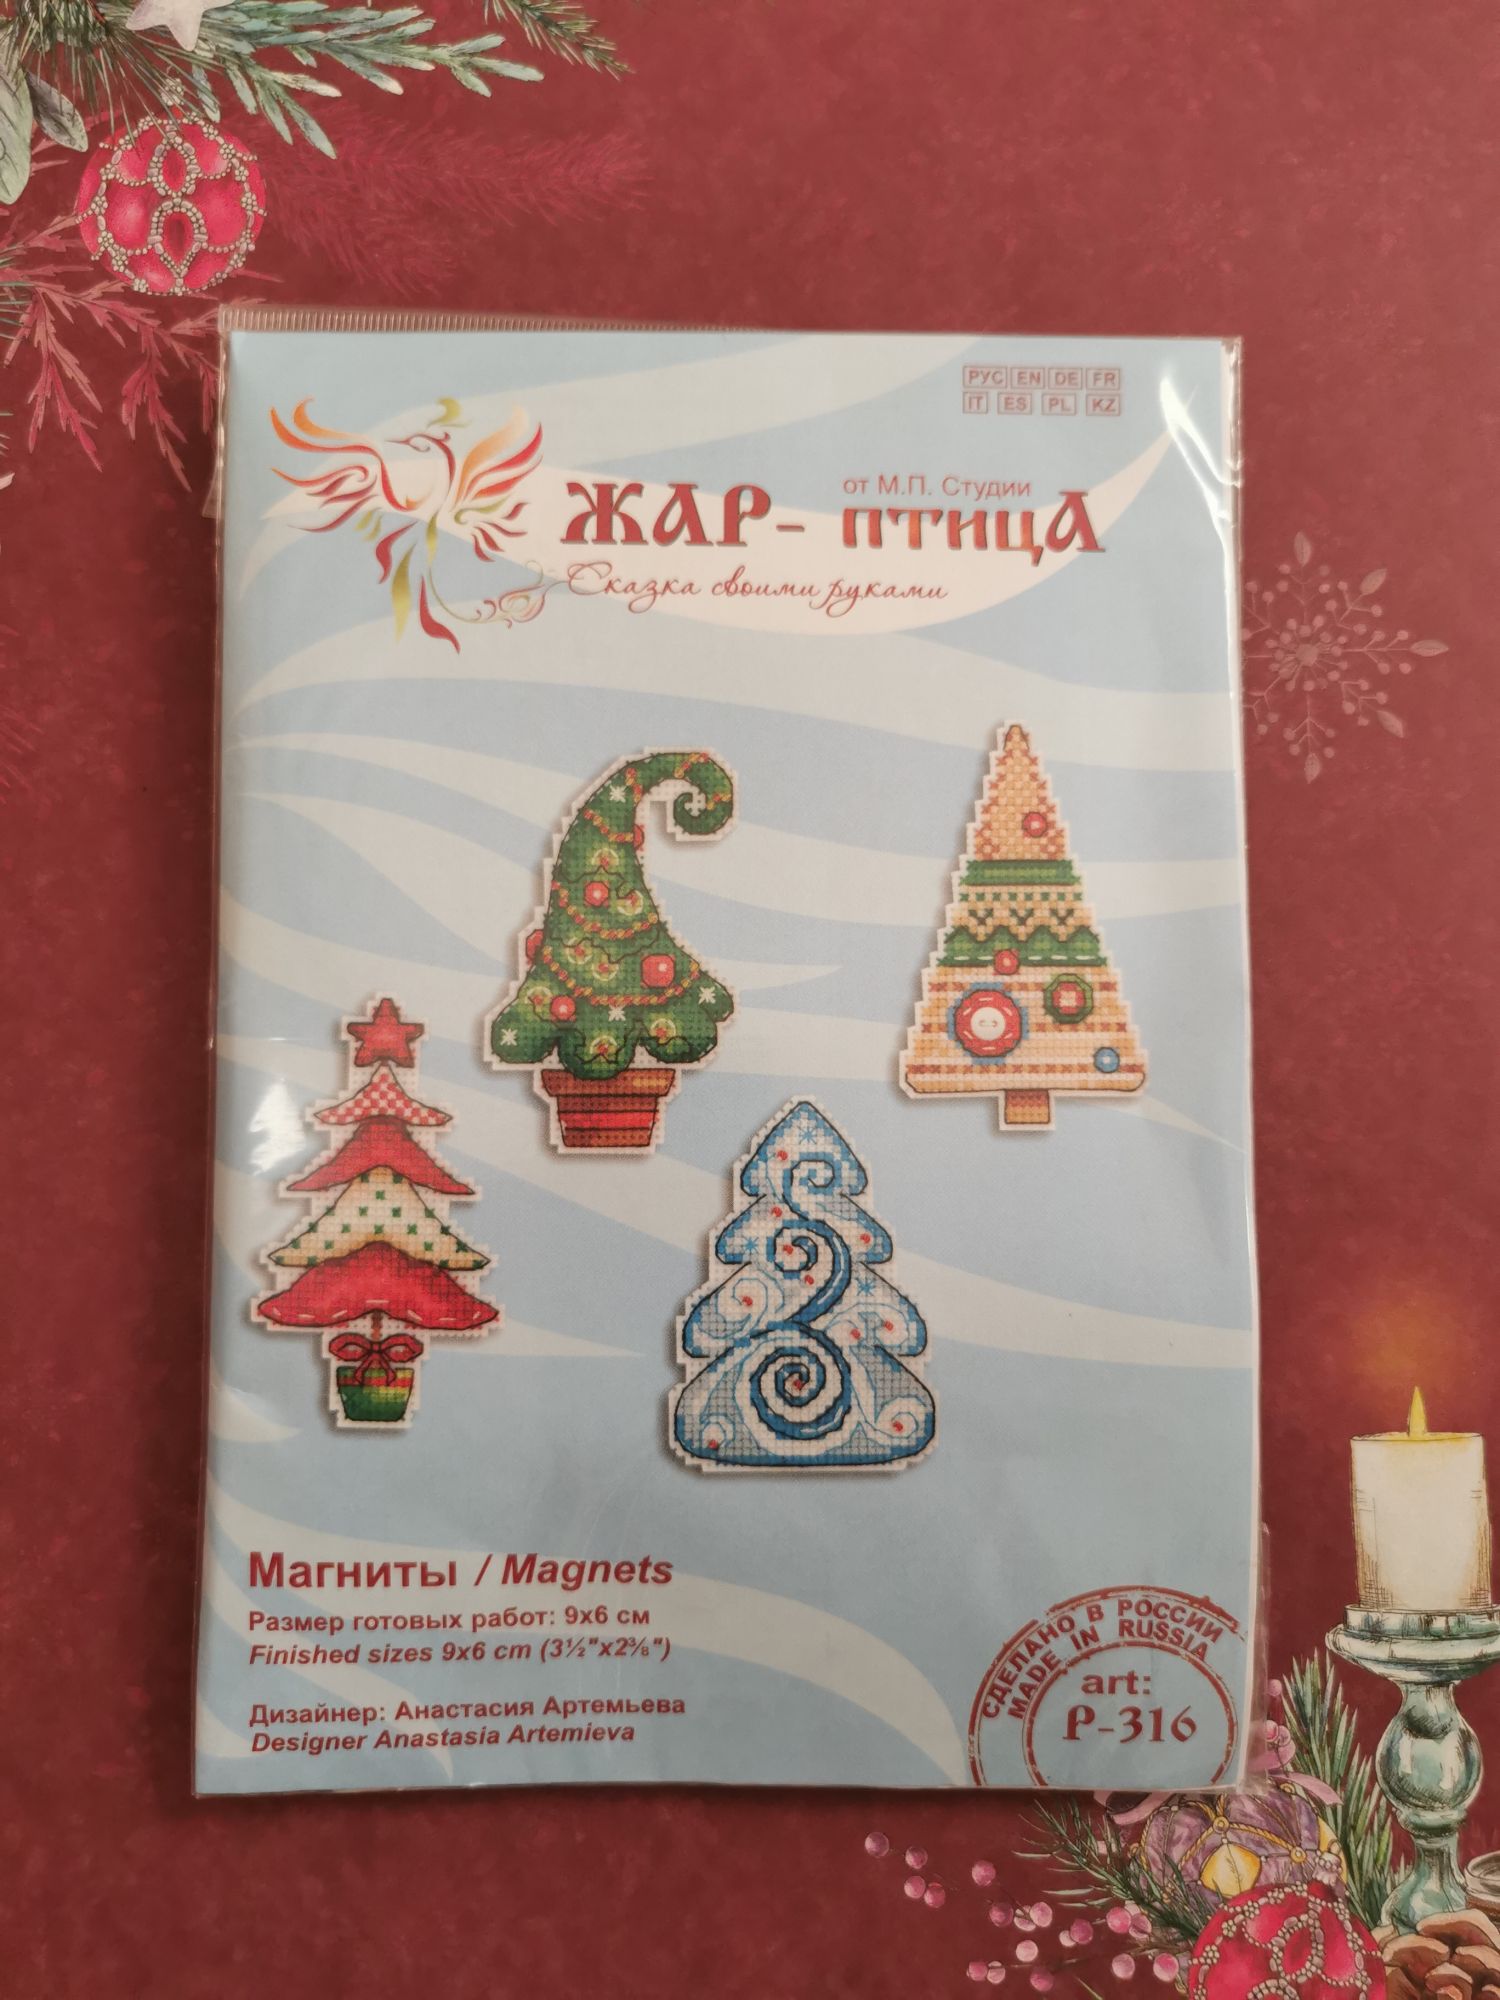 РУС EN DE FR
IT ES PL KZ
от М.П. Студии
ЖАР-ПТИЦА
Сказка своими руками
Магниты / Magnets
Размер готовых работ: 9х6 см
Finished sizes 9x6 cm (3½"x2⅜")
Дизайнер: Анастасия Артемьева
Designer Anastasia Artemieva
СДЕЛАНО В РОССИИ
MADE IN RUSSIA
art:
Р-316